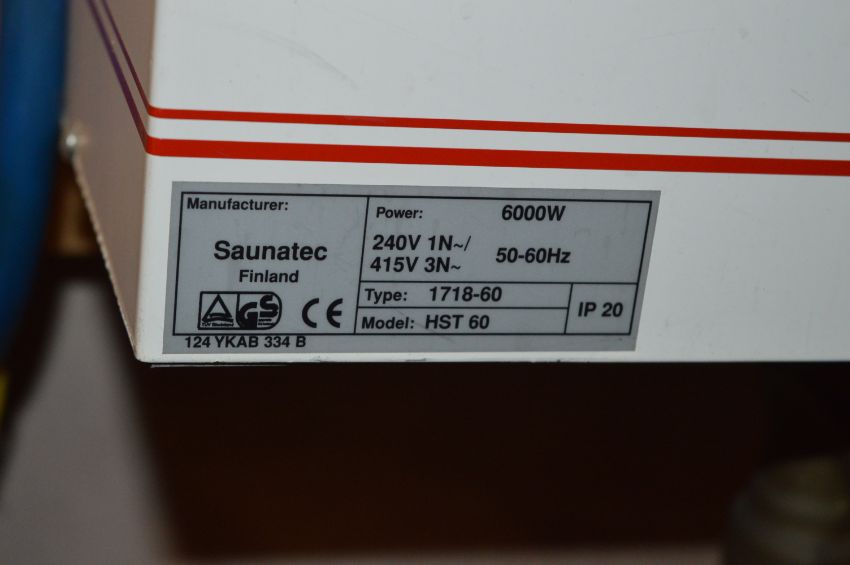 Manufacturer:
Saunatec
Finland
GS
CE
124 YKAB 334 B
Power: 6000W
240V 1N~/
415V 3N~ 50-60Hz
Type: 1718-60
Model: HST 60
IP 20